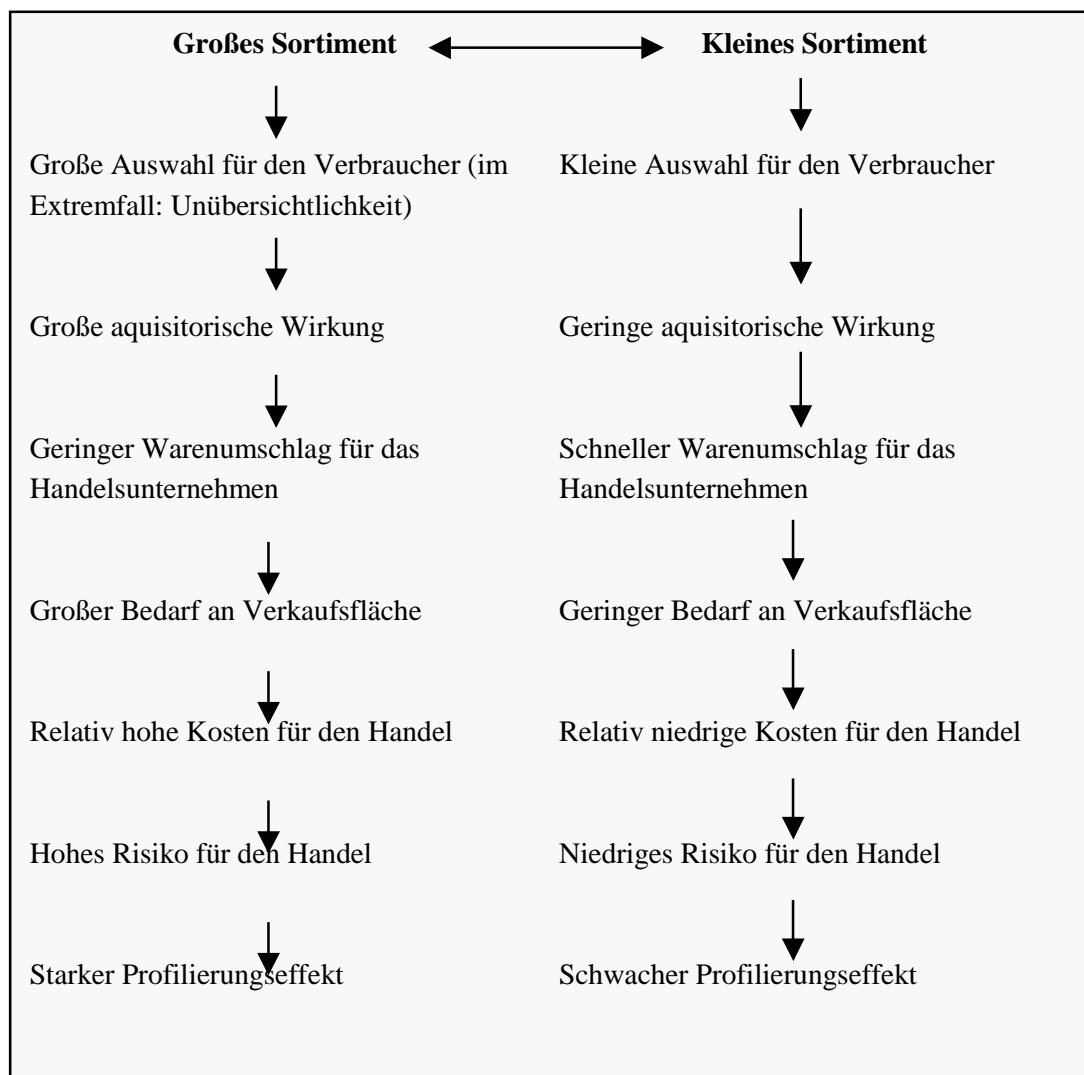 Großes Sortiment
Kleines Sortiment
Große Auswahl für den Verbraucher (im
Extremfall: Unübersichtlichkeit)
Kleine Auswahl für den Verbraucher
Große aquisitorische Wirkung
Geringe aquisitorische Wirkung
Geringer Warenumschlag für das
Handelsunternehmen
Schneller Warenumschlag für das
Handelsunternehmen
Großer Bedarf an Verkaufsfläche
Geringer Bedarf an Verkaufsfläche
Relativ hohe Kosten für den Handel
Relativ niedrige Kosten für den Handel
Hohes Risiko für den Handel
Niedriges Risiko für den Handel
Starker Profilierungseffekt
Schwacher Profilierungseffekt